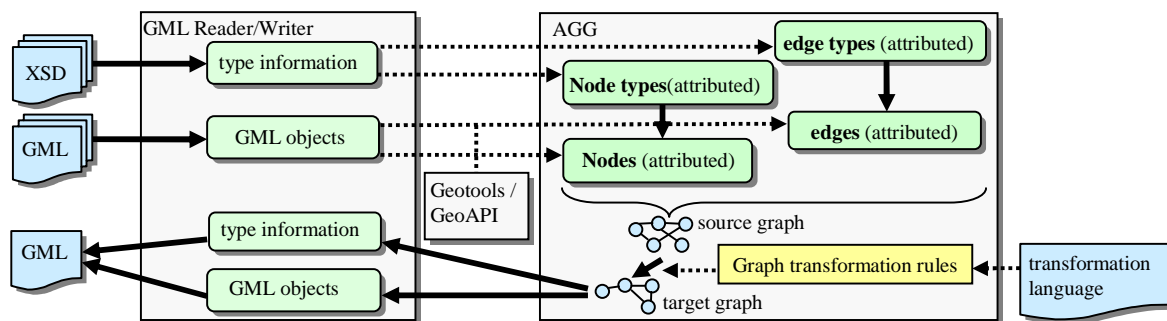 GML Reader/Writer
AGG
XSD
type information
edge types (attributed)
Node types(attributed)
GML
GML objects
edges (attributed)
Nodes (attributed)
Geotools /
GeoAPI
source graph
type information
GML
Graph transformation rules
transformation
language
GML objects
target graph